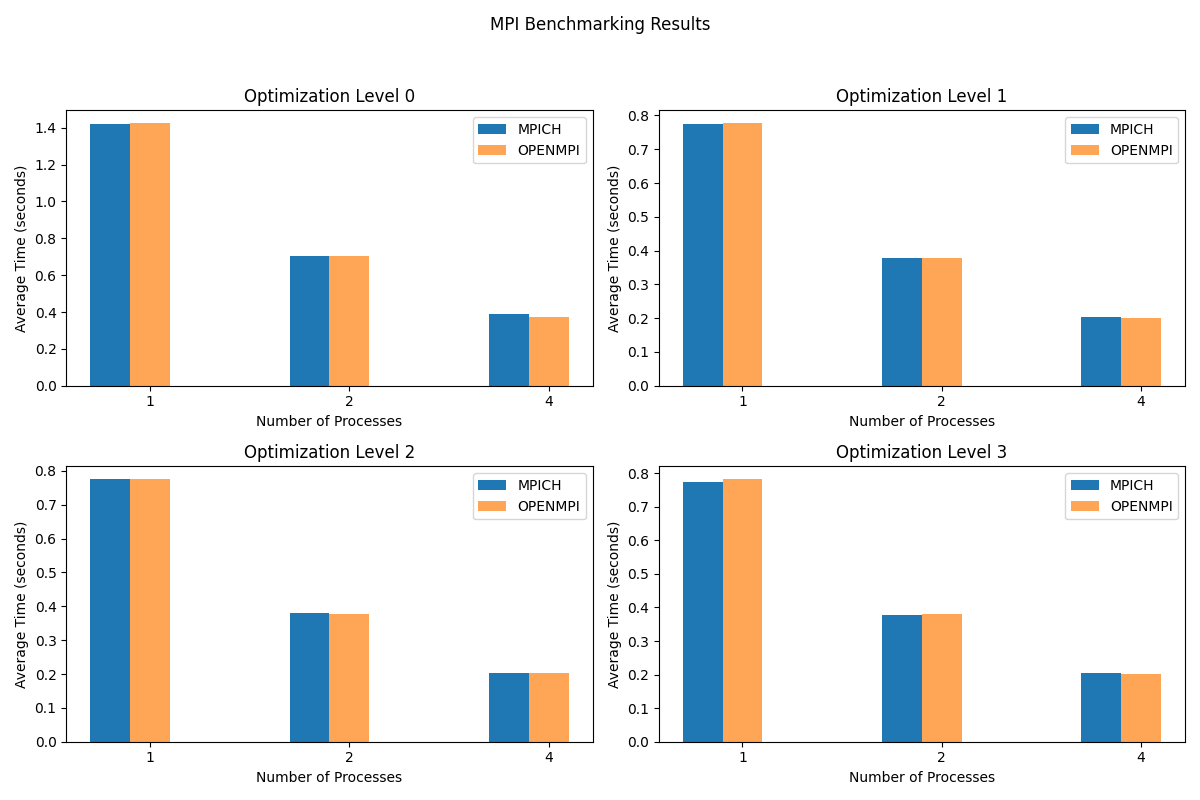 MPI Benchmarking Results
Optimization Level 0
Average Time (seconds)
1.4
1.2
1.0
0.8
0.6
0.4
0.2
0.0
MPICH
OPENMPI
1
2
4
Number of Processes
Optimization Level 1
Average Time (seconds)
0.8
0.7
0.6
0.5
0.4
0.3
0.2
0.1
0.0
MPICH
OPENMPI
1
2
4
Number of Processes
Optimization Level 2
Average Time (seconds)
0.8
0.7
0.6
0.5
0.4
0.3
0.2
0.1
0.0
MPICH
OPENMPI
1
2
4
Number of Processes
Optimization Level 3
Average Time (seconds)
0.8
0.7
0.6
0.5
0.4
0.3
0.2
0.1
0.0
MPICH
OPENMPI
1
2
4
Number of Processes